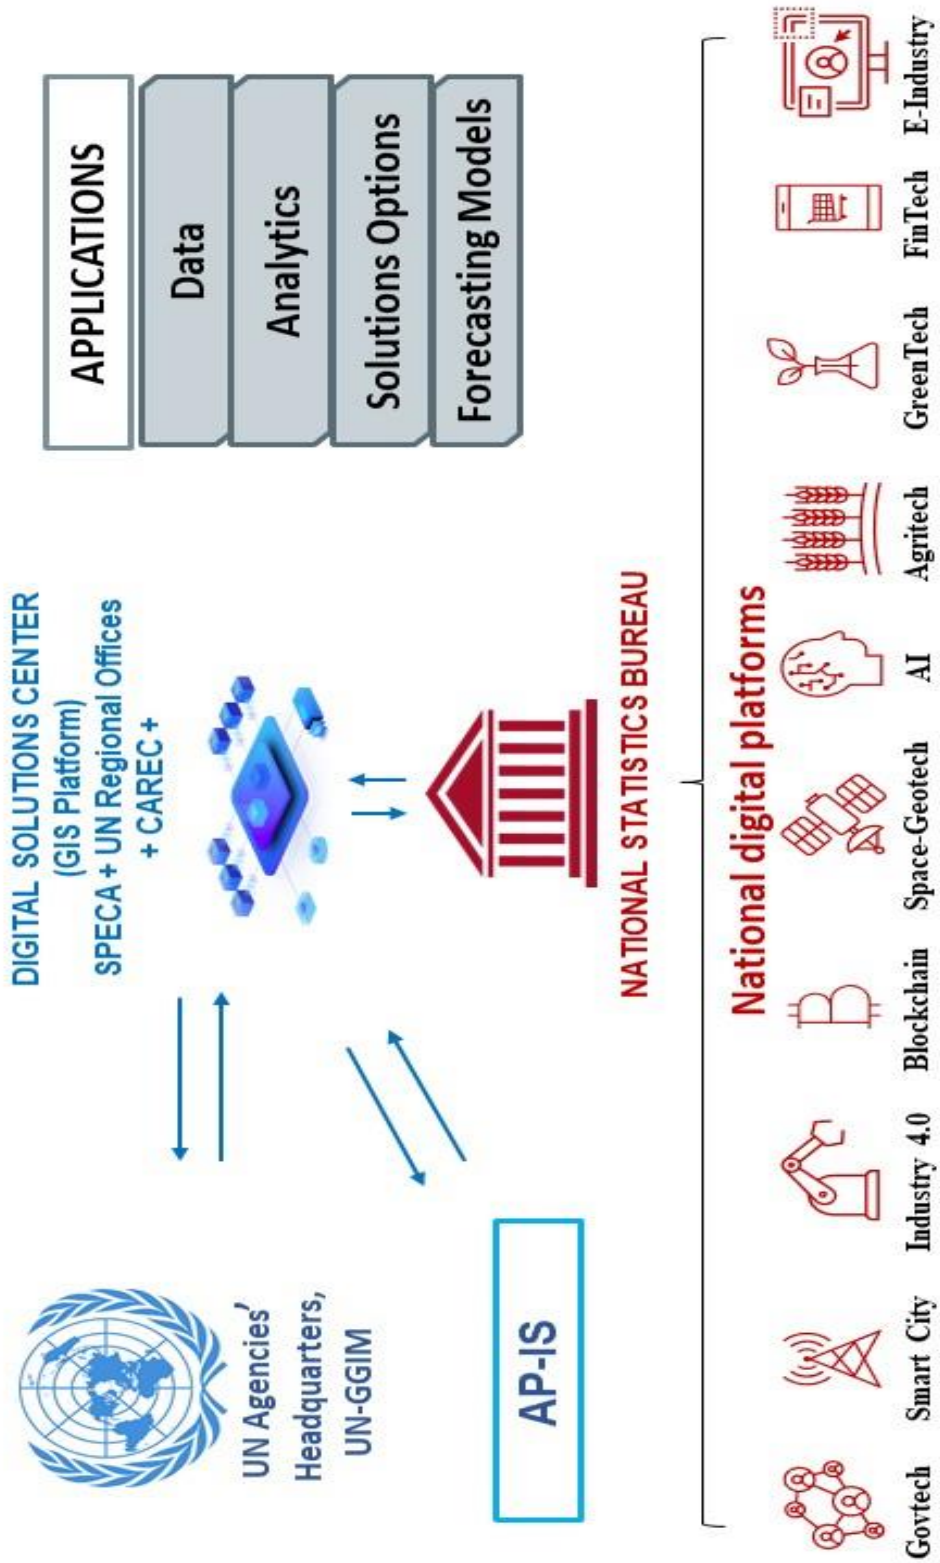 DIGITAL SOLUTIONS CENTER
(GIS Platform)
SPECA + UN Regional Offices
+ CAREC +
UN Agencies’
Headquarters,
UN-GGIM
AP-IS
APPLICATIONS
Data
Analytics
Solutions Options
Forecasting Models
NATIONAL STATISTICS BUREAU
National digital platforms
Govtech
Smart City
Industry 4.0
Blockchain
Space-Geotech
AI
Agritech
GreenTech
FinTech
E-Industry